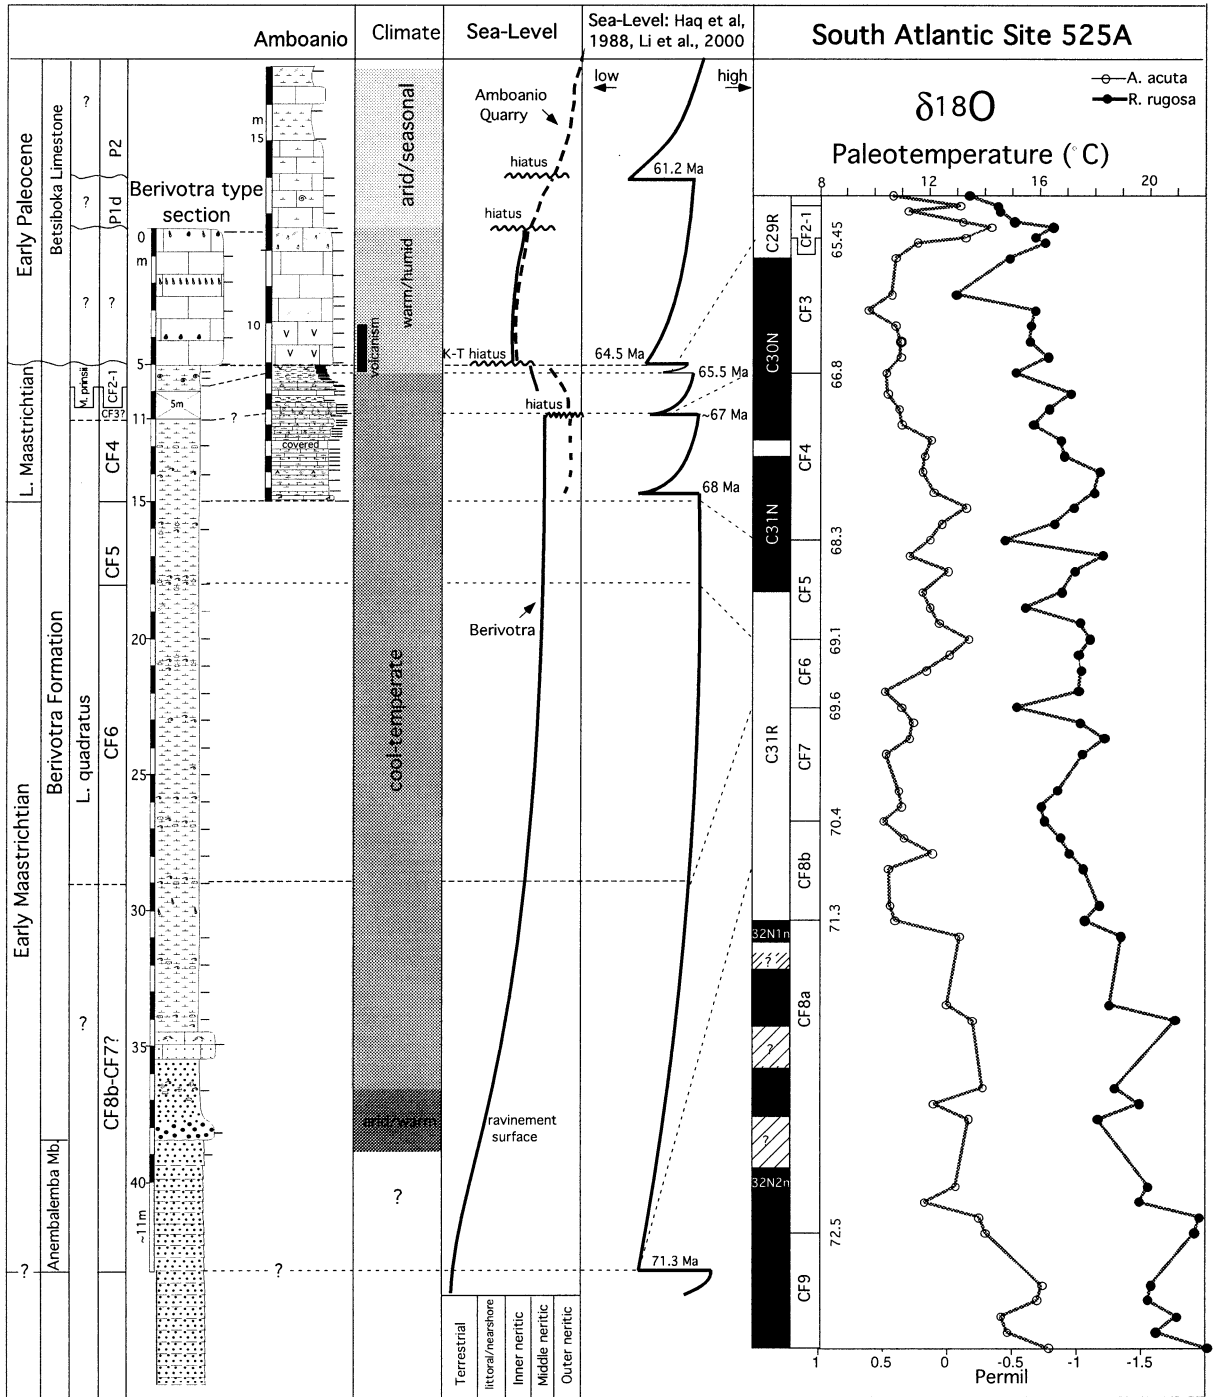 Amboanio
Climate
Sea-Level
Sea-Level: Haq et al,
1988, Li et al., 2000
South Atlantic Site 525A
low
high
A. acuta
R. rugosa
δ18O
Paleotemperature (°C)
8
12
16
20
Early Paleocene
L. Maastrichtian
Early Maastrichtian
?
Betsiboka Limestone
Berivotra Formation
Anembalemba Mb.
?
?
?
M. prinsii
L. quadratus
?
P2
P1d
?
CF2-1
CF3?
CF4
CF5
CF6
CF8b-CF7?
Berivotra type
section
0
m
5
5m
11
15
20
25
30
35
40
~11m
m
15
10
covered
?
?
volcanism
arid/seasonal
warm/humid
cool-temperate
arid/warm
?
Amboanio
Quarry
hiatus
hiatus
K-T hiatus
hiatus
Berivotra
ravinement
surface
Terrestrial
littoral/nearshore
Inner neritic
Middle neritic
Outer neritic
61.2 Ma
64.5 Ma
65.5 Ma
~67 Ma
68 Ma
71.3 Ma
C29R
C30N
C31N
C31R
32N1n
?
?
?
32N2n
CF2-1
CF3
CF4
CF5
CF6
CF7
CF8b
CF8a
CF9
65.45
66.8
68.3
69.1
69.6
70.4
71.3
72.5
1
0.5
0
-0.5
-1
-1.5
Permil